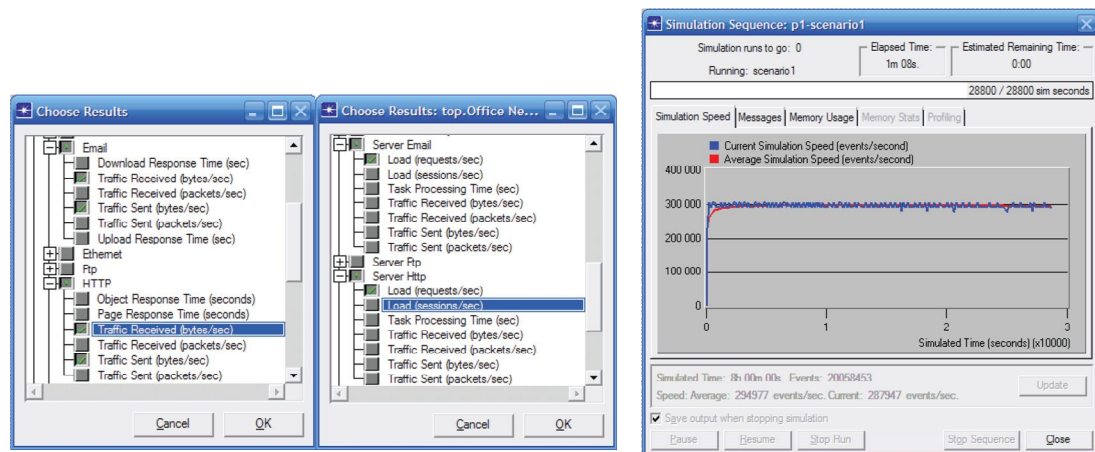 Choose Results
Email
Download Response Time (sec)
Traffic Received (bytes/sec)
Traffic Received (packets/sec)
Traffic Sent (bytes/sec)
Traffic Sent (packets/sec)
Upload Response Time (sec)
Ethernet
Ftp
HTTP
Object Response Time (seconds)
Page Response Time (seconds)
Traffic Received (bytes/sec)
Traffic Received (packets/sec)
Traffic Sent (bytes/sec)
Traffic Sent (packets/sec)
Cancel
OK
Choose Results: top.Office Ne...
Server Email
Load (requests/sec)
Load (sessions/sec)
Task Processing Time (sec)
Traffic Received (bytes/sec)
Traffic Received (packets/sec)
Traffic Sent (bytes/sec)
Traffic Sent (packets/sec)
Server Ftp
Server Http
Load (requests/sec)
Load (sessions/sec)
Task Processing Time (sec)
Traffic Received (bytes/sec)
Traffic Received (packets/sec)
Traffic Sent (bytes/sec)
Traffic Sent (packets/sec)
Cancel
OK
Simulation Sequence: p1-scenario1
Simulation runs to go: 0
Running: scenario1
Elapsed Time:
1m 08s.
Estimated Remaining Time:
0:00
28800 / 28800 sim seconds
Simulation Speed
Messages
Memory Usage
Memory Stats
Profiling
Current Simulation Speed (events/second)
Average Simulation Speed (events/second)
400 000
300 000
200 000
100 000
0
0
1
2
3
Simulated Time (seconds) (x10000)
Simulated Time: 8h 00m 00s. Events: 20058453
Speed: Average: 294977 events/sec. Current: 287947 events/sec.
Update
Save output when stopping simulation
Pause
Resume
Stop Run
Stop Sequence
Close